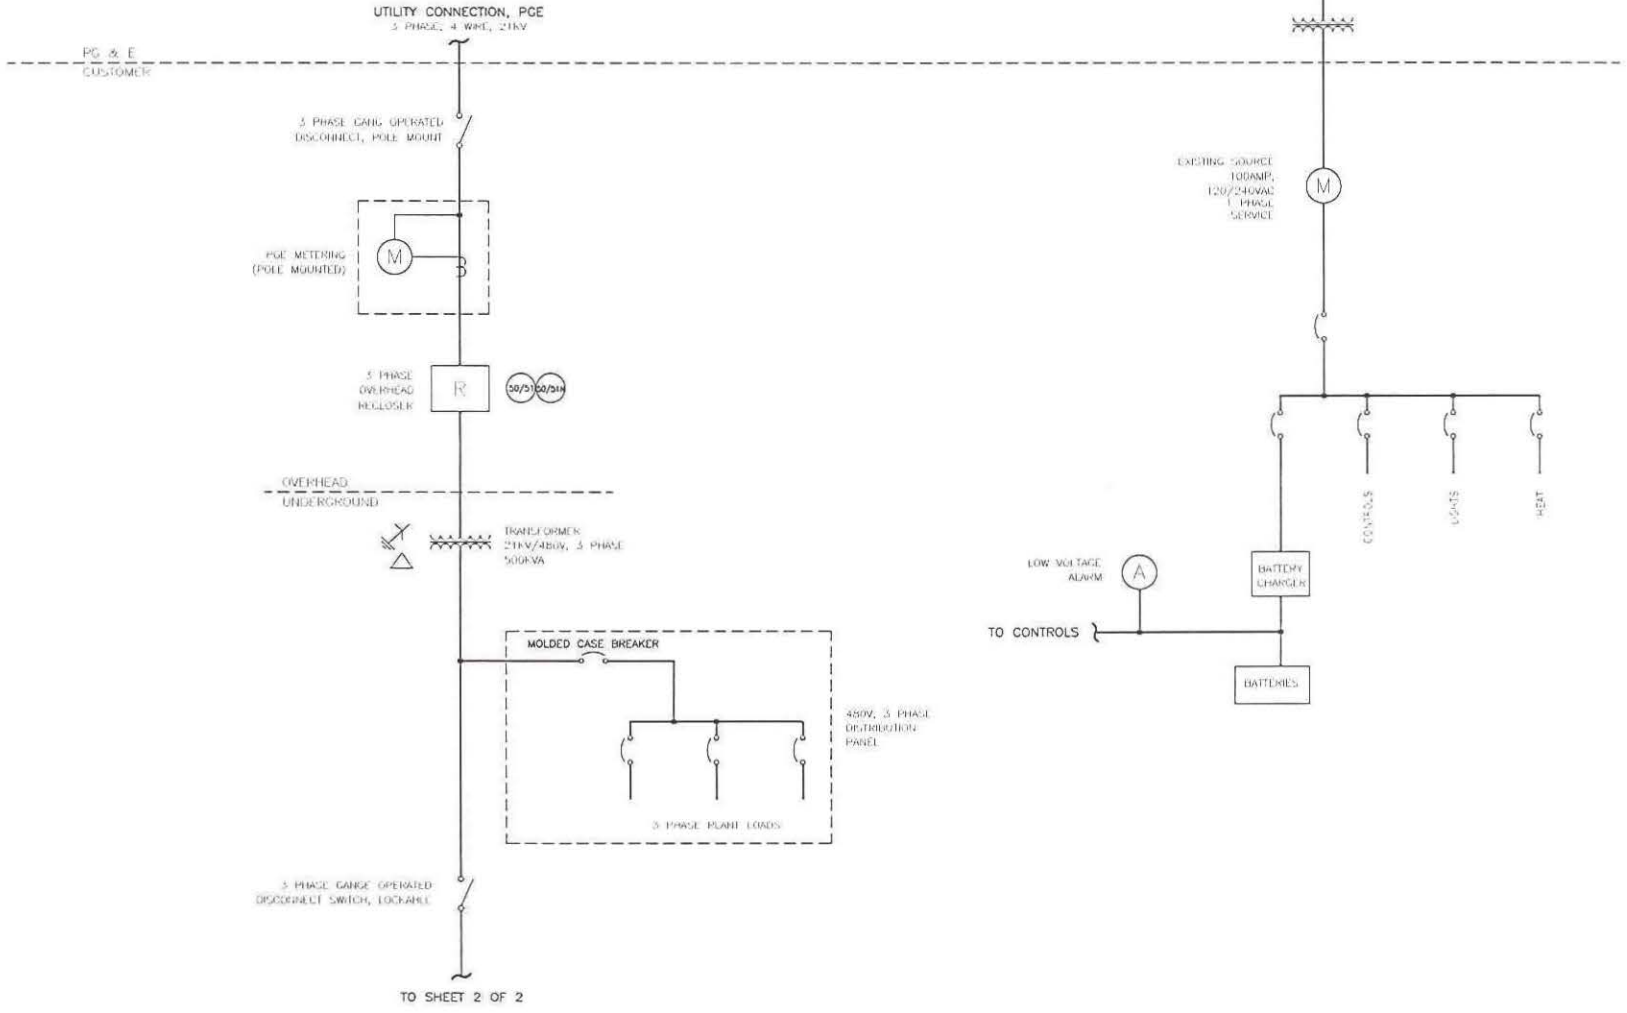 UTILITY CONNECTION, PGE
3 PHASE, 4 WIRE, 21KV
PG & E
CUSTOMER
3 PHASE GANG OPERATED
DISCONNECT, POLE MOUNT
EXISTING SOURCE
100AMP,
120/240VAC
1 PHASE
SERVICE
M
PGE METERING
(POLE MOUNTED)
M
3 PHASE
OVERHEAD
RECLOSER
R
50/51
50/51N
OVERHEAD
UNDERGROUND
TRANSFORMER
21KV/480V, 3 PHASE
500KVA
CONTROLS
LIGHTS
HEAT
LOW VOLTAGE
ALARM
A
BATTERY
CHARGER
TO CONTROLS
BATTERIES
MOLDED CASE BREAKER
480V, 3 PHASE
DISTRIBUTION
PANEL
3 PHASE PLANT LOADS
3 PHASE GANGE OPERATED
DISCONNECT SWITCH, LOCKABLE
TO SHEET 2 OF 2